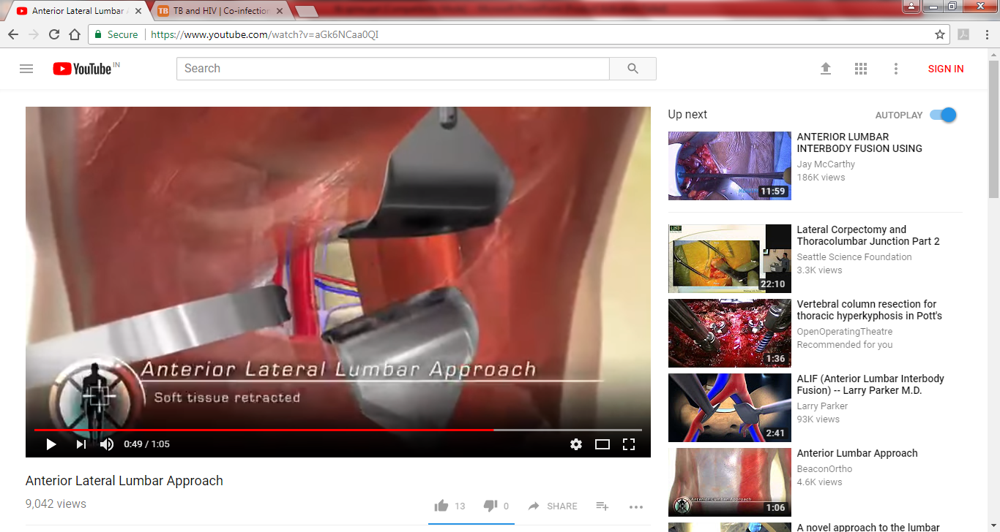 Anterior Lateral Lumbar
TB and HIV | Co-infection
Secure
https://www.youtube.com/watch?v=aGk6NCaa0QI
YouTube IN
Search
SIGN IN
Anterior Lateral Lumbar Approach
Soft tissue retracted
0:49 / 1:05
Anterior Lateral Lumbar Approach
9,042 views
13
0
SHARE
Up next
AUTOPLAY
ANTERIOR LUMBAR
INTERBODY FUSION USING
Jay McCarthy
186K views
11:59
Lateral Corpectomy and
Thoracolumbar Junction Part 2
Seattle Science Foundation
3.3K views
22:10
Vertebral column resection for
thoracic hyperkyphosis in Pott's
OpenOperatingTheatre
Recommended for you
1:36
ALIF (Anterior Lumbar Interbody
Fusion) -- Larry Parker M.D.
Larry Parker
93K views
2:41
Anterior Lumbar Approach
BeaconOrtho
4.6K views
Anterior Lumbar Approach
1:06
A novel approach to the lumbar